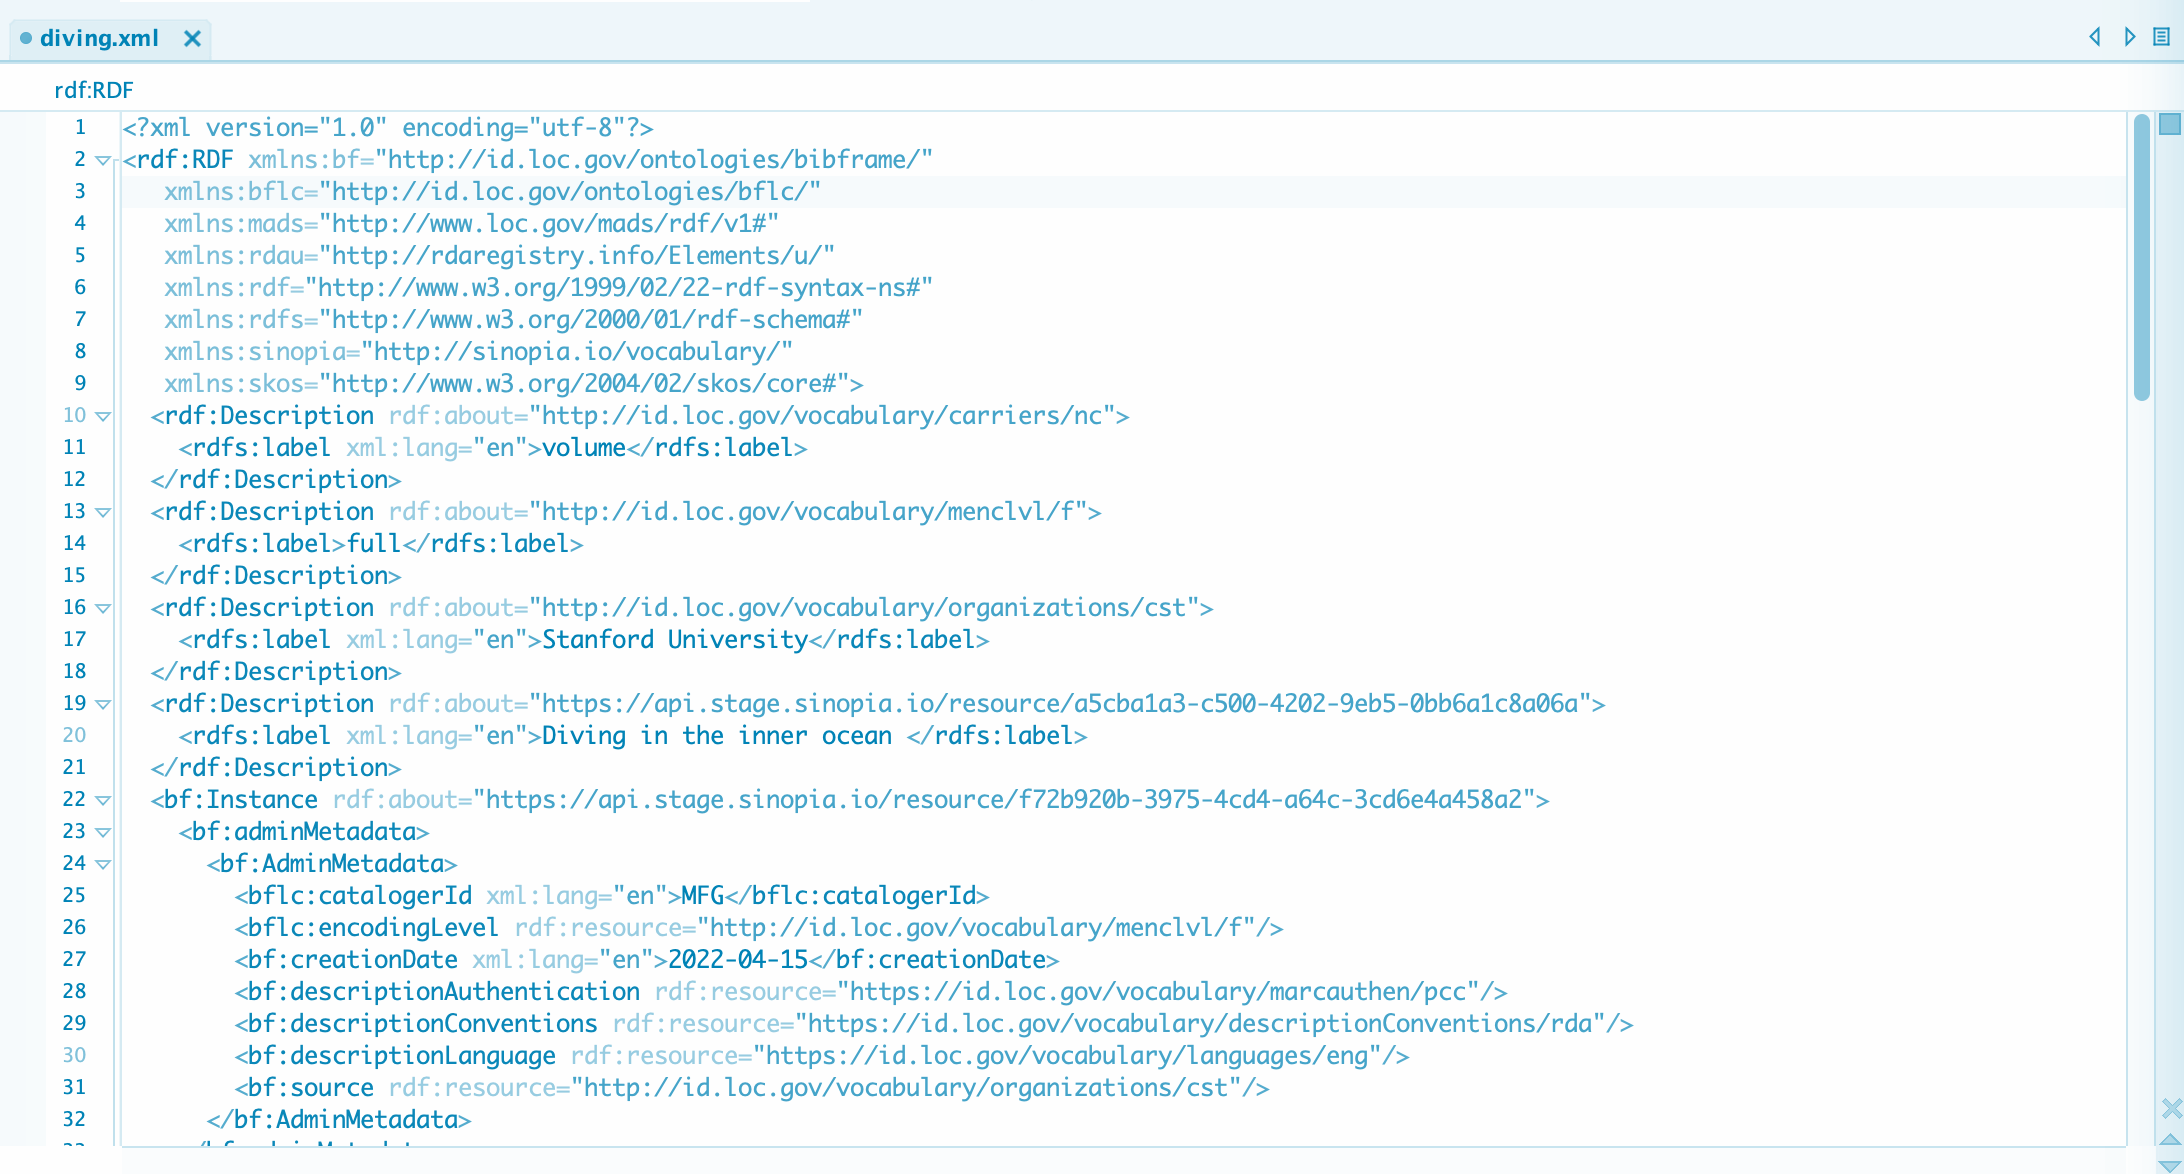 diving.xml
rdf:RDF
1 <?xml version="1.0" encoding="utf-8"?>
2 <rdf:RDF xmlns:bf="http://id.loc.gov/ontologies/bibframe/"
3 xmlns:bflc="http://id.loc.gov/ontologies/bflc/"
4 xmlns:mads="http://www.loc.gov/mads/rdf/v1#"
5 xmlns:rdau="http://rdaregistry.info/Elements/u/"
6 xmlns:rdf="http://www.w3.org/1999/02/22-rdf-syntax-ns#"
7 xmlns:rdfs="http://www.w3.org/2000/01/rdf-schema#"
8 xmlns:sinopia="http://sinopia.io/vocabulary/"
9 xmlns:skos="http://www.w3.org/2004/02/skos/core#">
10 <rdf:Description rdf:about="http://id.loc.gov/vocabulary/carriers/nc">
11 <rdfs:label xml:lang="en">volume</rdfs:label>
12 </rdf:Description>
13 <rdf:Description rdf:about="http://id.loc.gov/vocabulary/menclvl/f">
14 <rdfs:label>full</rdfs:label>
15 </rdf:Description>
16 <rdf:Description rdf:about="http://id.loc.gov/vocabulary/organizations/cst">
17 <rdfs:label xml:lang="en">Stanford University</rdfs:label>
18 </rdf:Description>
19 <rdf:Description rdf:about="https://api.stage.sinopia.io/resource/a5cba1a3-c500-4202-9eb5-0bb6a1c8a06a">
20 <rdfs:label xml:lang="en">Diving in the inner ocean </rdfs:label>
21 </rdf:Description>
22 <bf:Instance rdf:about="https://api.stage.sinopia.io/resource/f72b920b-3975-4cd4-a64c-3cd6e4a458a2">
23 <bf:adminMetadata>
24 <bf:AdminMetadata>
25 <bflc:catalogerId xml:lang="en">MFG</bflc:catalogerId>
26 <bflc:encodingLevel rdf:resource="http://id.loc.gov/vocabulary/menclvl/f"/>
27 <bf:creationDate xml:lang="en">2022-04-15</bf:creationDate>
28 <bf:descriptionAuthentication rdf:resource="https://id.loc.gov/vocabulary/marcauthen/pcc"/>
29 <bf:descriptionConventions rdf:resource="https://id.loc.gov/vocabulary/descriptionConventions/rda"/>
30 <bf:descriptionLanguage rdf:resource="https://id.loc.gov/vocabulary/languages/eng"/>
31 <bf:source rdf:resource="http://id.loc.gov/vocabulary/organizations/cst"/>
32 </bf:AdminMetadata>